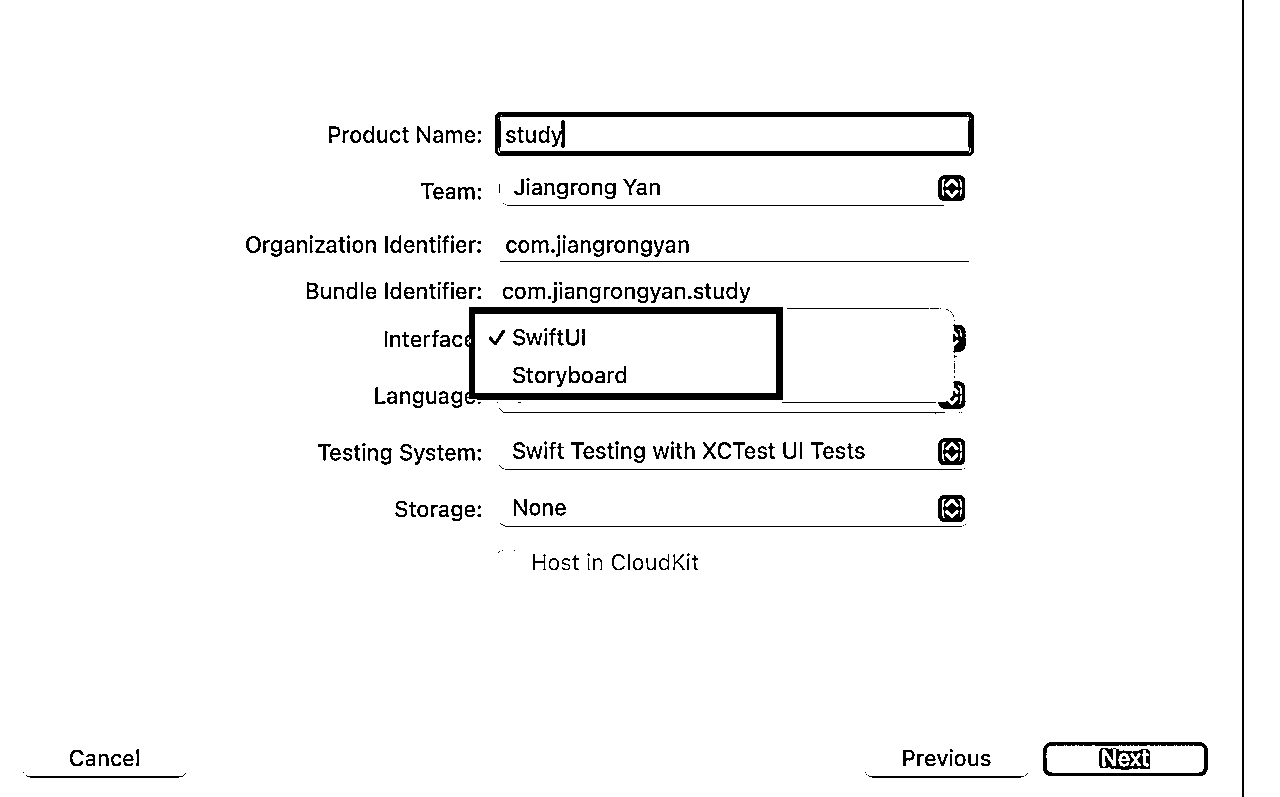 Product Name: study
Team: Jiangrong Yan
Organization Identifier: com.jiangrongyan
Bundle Identifier: com.jiangrongyan.study
Interface ✓ SwiftUI
Storyboard
Language:
Testing System: Swift Testing with XCTest UI Tests
Storage: None
Host in CloudKit
Cancel Previous Next